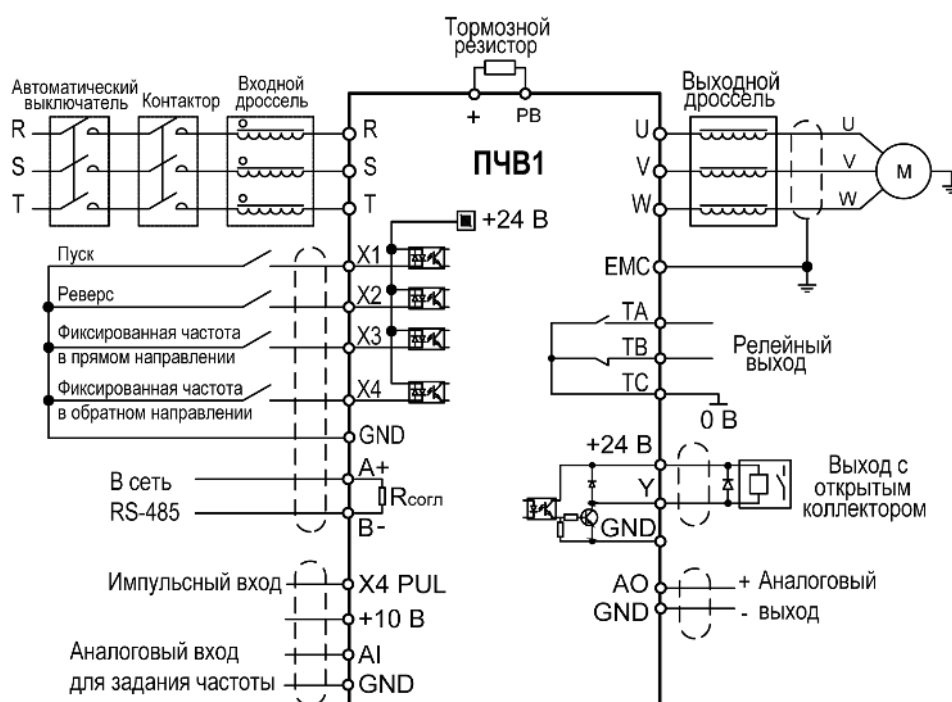 Тормозной
резистор
Автоматический
выключатель
Контактор
Входной
дроссель
Выходной
дроссель
+
PB
ПЧВ1
R
R
U
U
S
S
V
V
M
T
T
W
W
+24 В
Пуск
X1
EMC
Реверс
X2
Фиксированная частота
в прямом направлении
X3
TA
TB
Релейный
выход
Фиксированная частота
в обратном направлении
X4
TC
0 В
GND
+24 В
В сеть
RS-485
A+
Rсогл
B-
Y
GND
Выход с
открытым
коллектором
Импульсный вход
X4 PUL
AO
+ Аналоговый
+10 В
GND
- выход
Аналоговый вход
для задания частоты
AI
GND